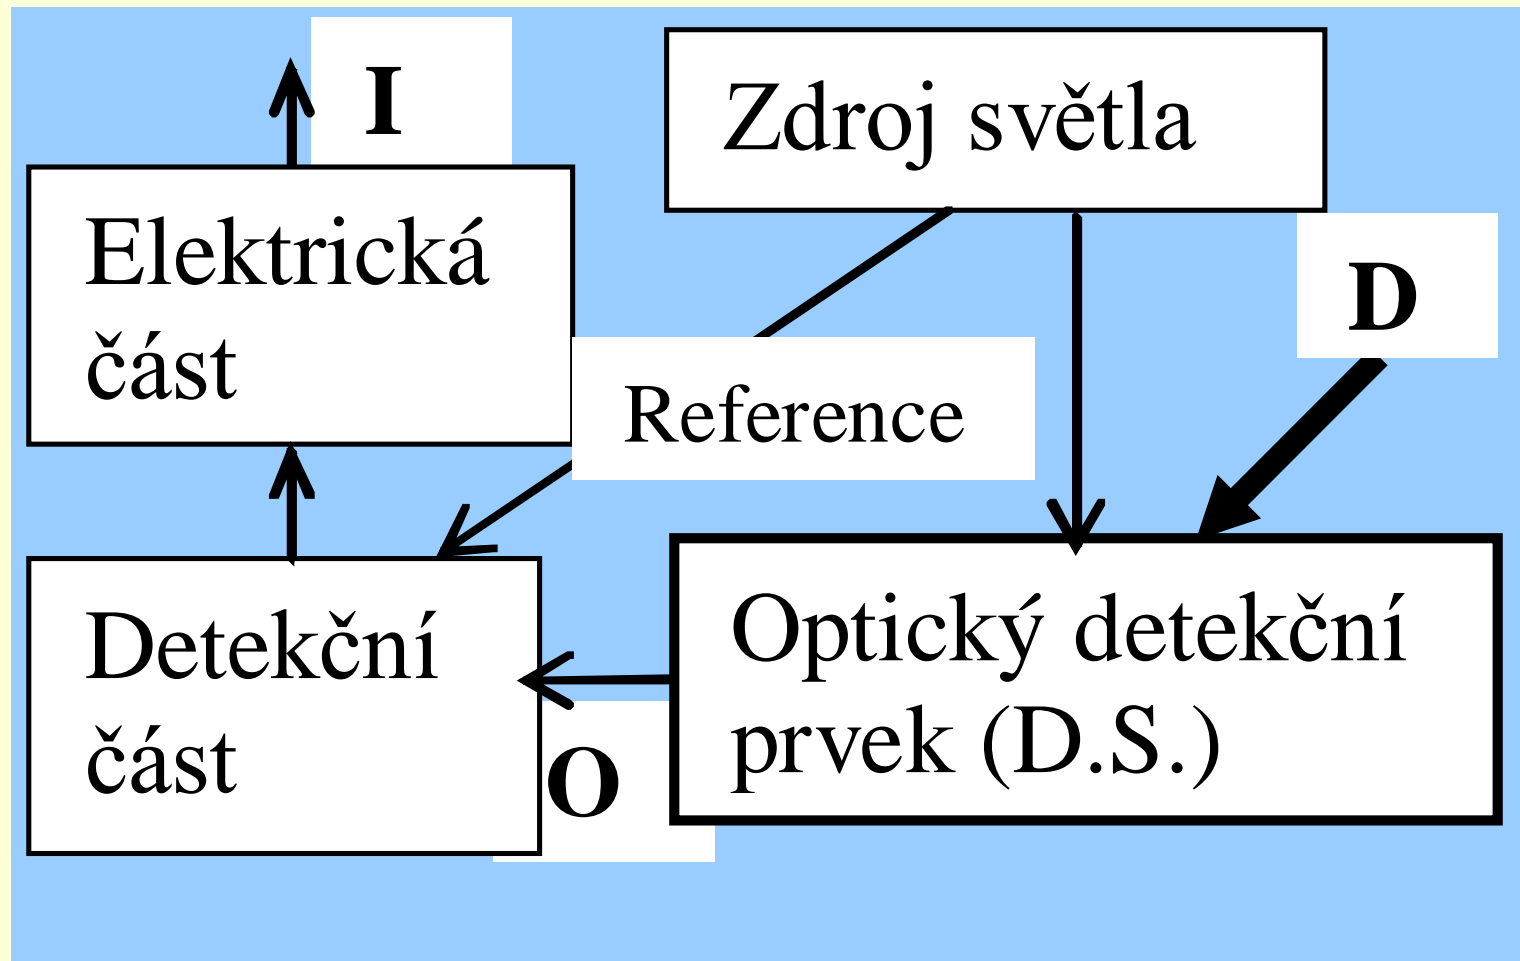 I
Zdroj světla
Elektrická
část
D
Reference
Detekční
část
O
Optický detekční
prvek (D.S.)